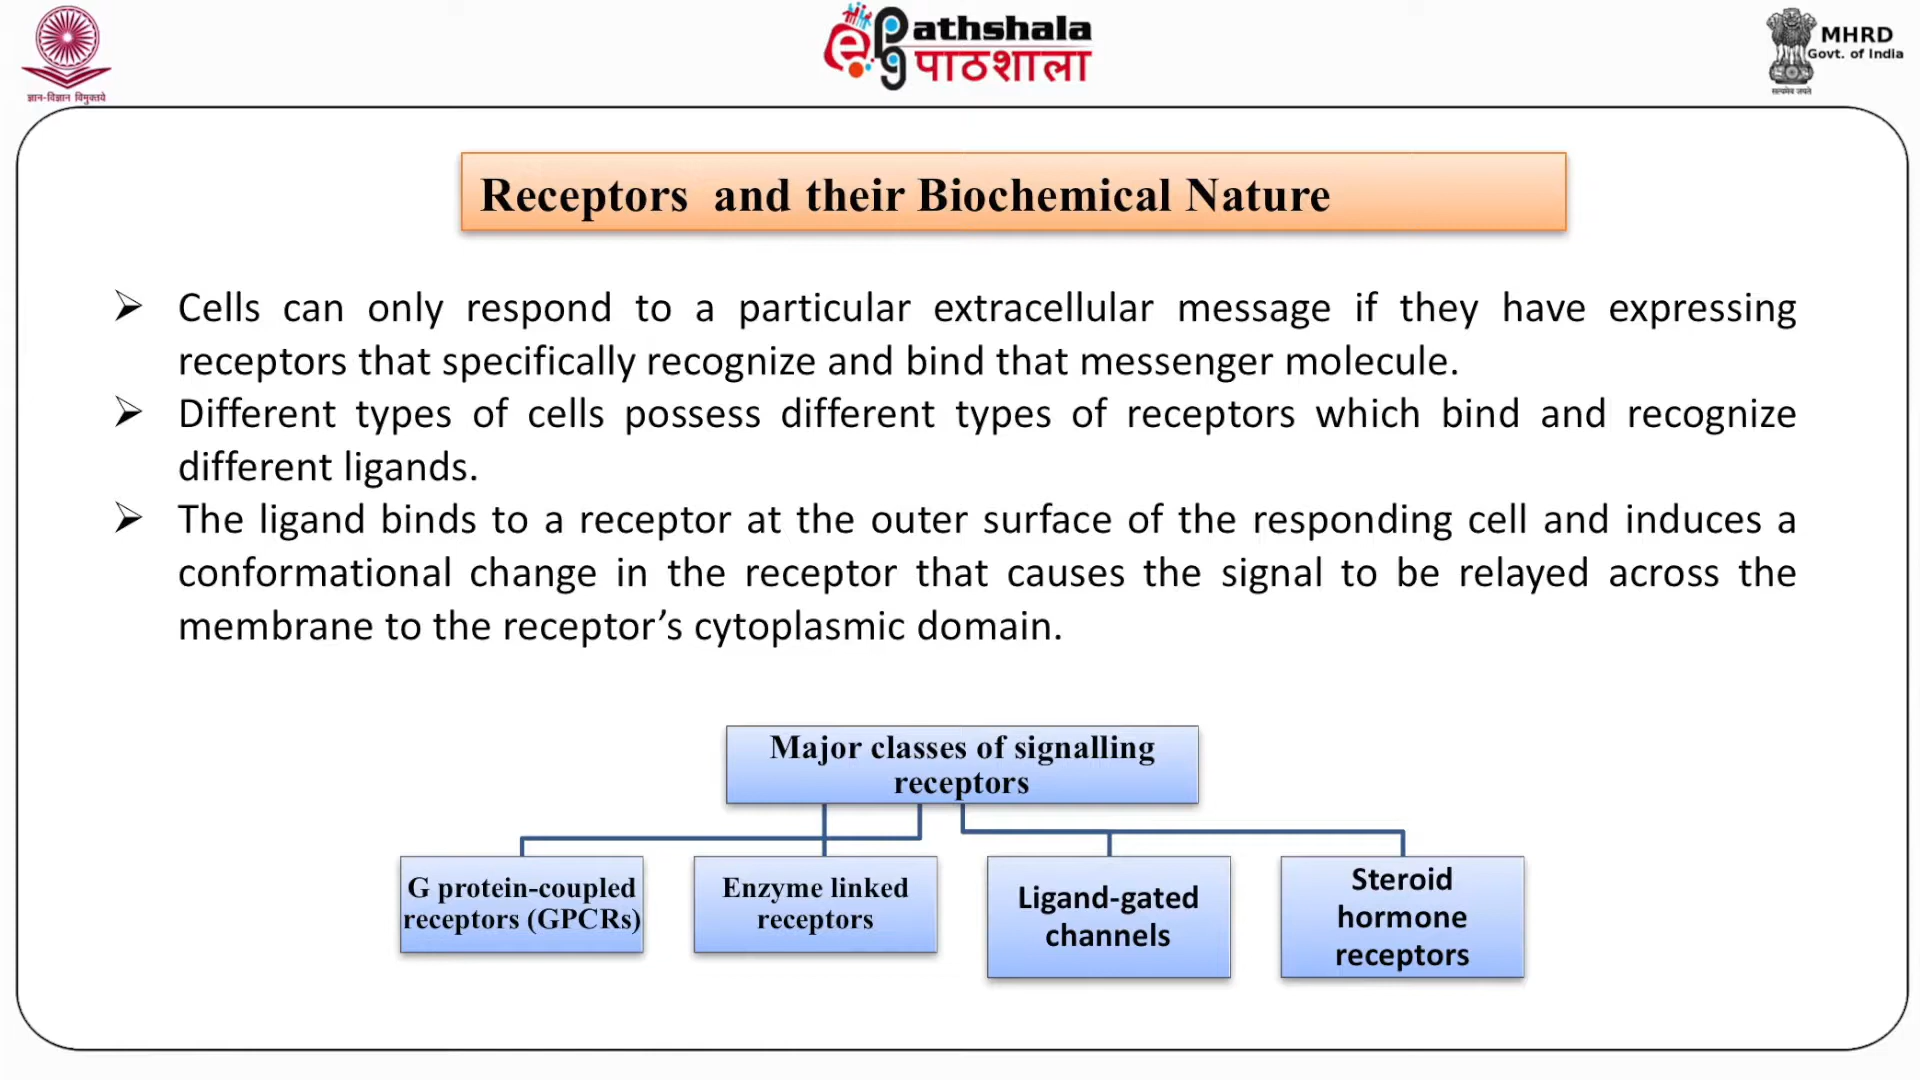 ज्ञान-विज्ञान विमुक्तये
ePG Pathshala
पाठशाला
MHRD
Govt. of India
सत्यमेव जयते
Receptors and their Biochemical Nature
➢ Cells can only respond to a particular extracellular message if they have expressing
receptors that specifically recognize and bind that messenger molecule.
➢ Different types of cells possess different types of receptors which bind and recognize
different ligands.
➢ The ligand binds to a receptor at the outer surface of the responding cell and induces a
conformational change in the receptor that causes the signal to be relayed across the
membrane to the receptor’s cytoplasmic domain.
Major classes of signalling
receptors
G protein-coupled
receptors (GPCRs)
Enzyme linked
receptors
Ligand-gated
channels
Steroid
hormone
receptors